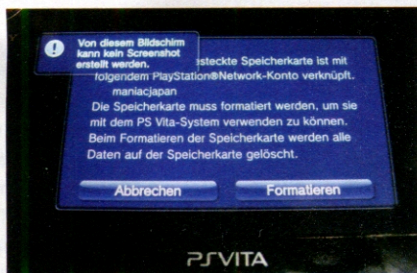 Von diesem Bildschirm
kann kein Screenshot
erstellt werden.
esteckte Speicherkarte ist mit
folgendem PlayStation®Network-Konto verknüpft.
maniacjapan
Die Speicherkarte muss formatiert werden, um sie
mit dem PS Vita-System verwenden zu können.
Beim Formatieren der Speicherkarte werden alle
Daten auf der Speicherkarte gelöscht.
Abbrechen
Formatieren
PSVITA